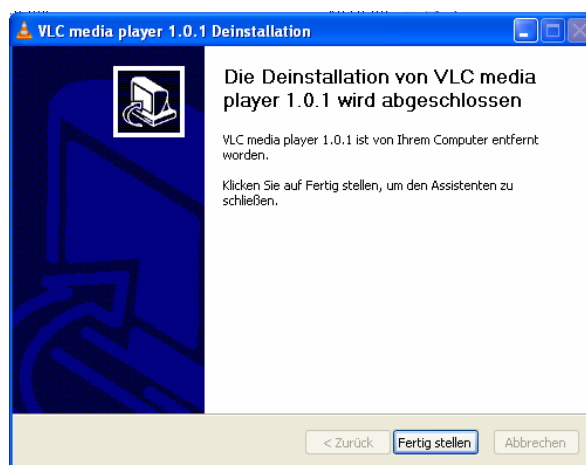 VLC media player 1.0.1 Deinstallation
Die Deinstallation von VLC media
player 1.0.1 wird abgeschlossen
VLC media player 1.0.1 ist von Ihrem Computer entfernt
worden.
Klicken Sie auf Fertig stellen, um den Assistenten zu
schließen.
< Zurück
Fertig stellen
Abbrechen